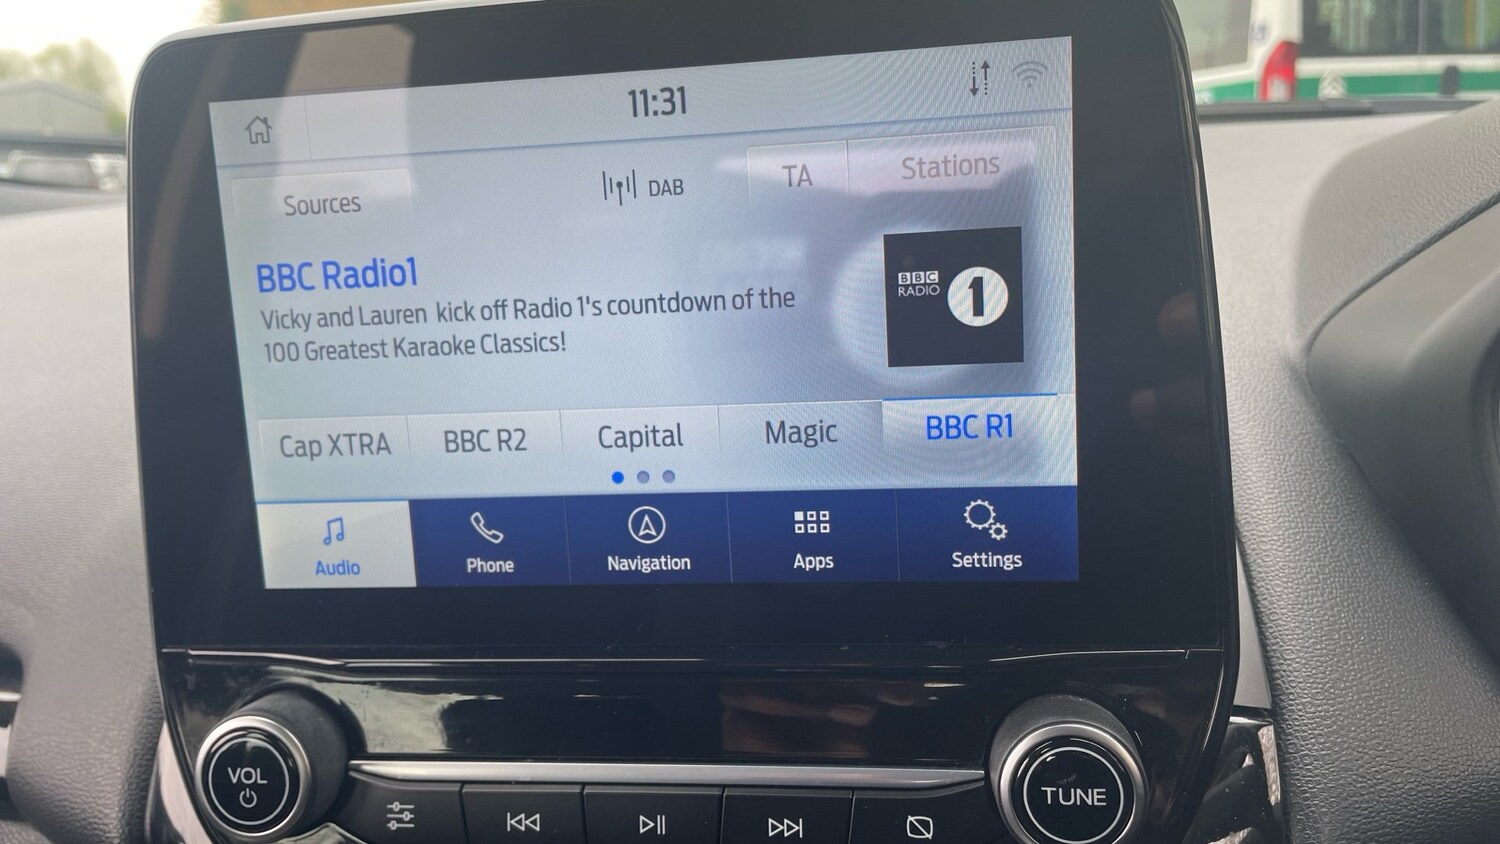 11:31
Sources
DAB
TA
Stations
BBC Radio1
Vicky and Lauren kick off Radio 1's countdown of the
100 Greatest Karaoke Classics!
BBC
RADIO
1
Cap XTRA
BBC R2
Capital
Magic
BBC R1
Audio
Phone
Navigation
Apps
Settings
VOL
TUNE